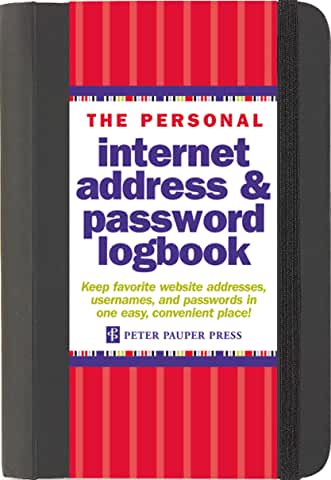 THE PERSONAL
internet
address &
password
logbook
Keep favorite website addresses,
usernames, and passwords in
one easy, convenient place!
PETER PAUPER PRESS